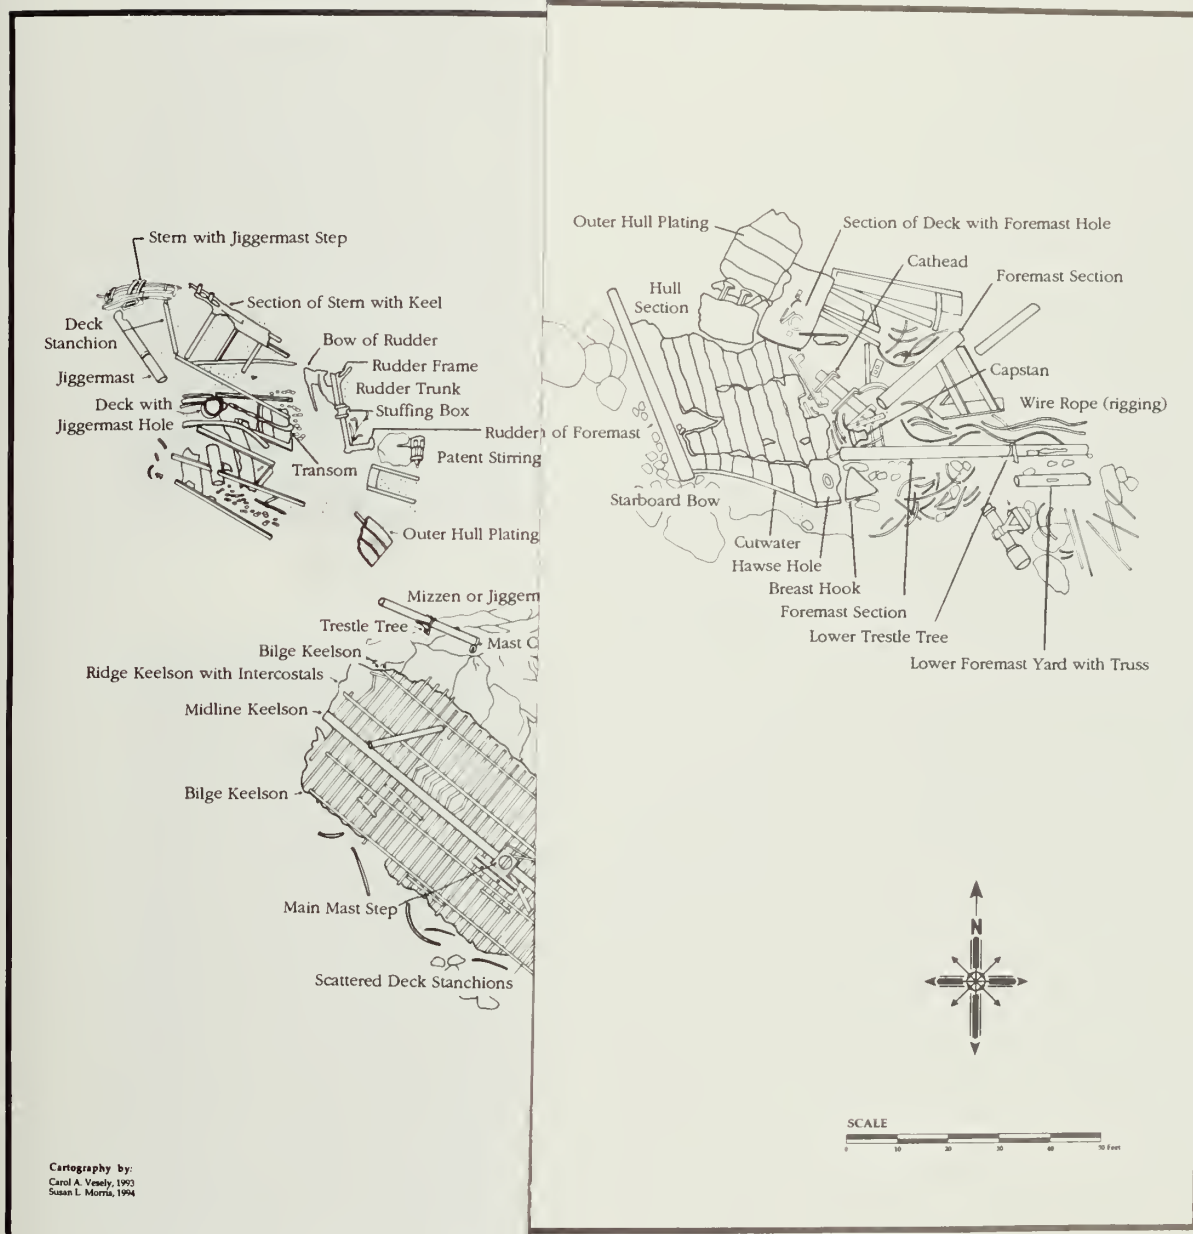 Stern with Jiggermast Step
Section of Stern with Keel
Deck
Stanchion
Jiggermast
Deck with
Jiggermast Hole
Bow of Rudder
Rudder Frame
Rudder Trunk
Stuffing Box
Rudder
of Foremast
Transom
Patent Stirring
Outer Hull Plating
Mizzen or Jiggerm
Trestle Tree
Mast C
Bilge Keelson
Ridge Keelson with Intercostals
Midline Keelson
Bilge Keelson
Main Mast Step
Scattered Deck Stanchions
Cartography by:
Carol A. Vesely, 1993
Susan L. Morris, 1994
Outer Hull Plating
Section of Deck with Foremast Hole
Cathead
Hull
Section
Foremast Section
Capstan
Wire Rope (rigging)
Starboard Bow
Cutwater
Hawse Hole
Breast Hook
Foremast Section
Lower Trestle Tree
Lower Foremast Yard with Truss
N
SCALE
0 10 20 30 40 50 Feet